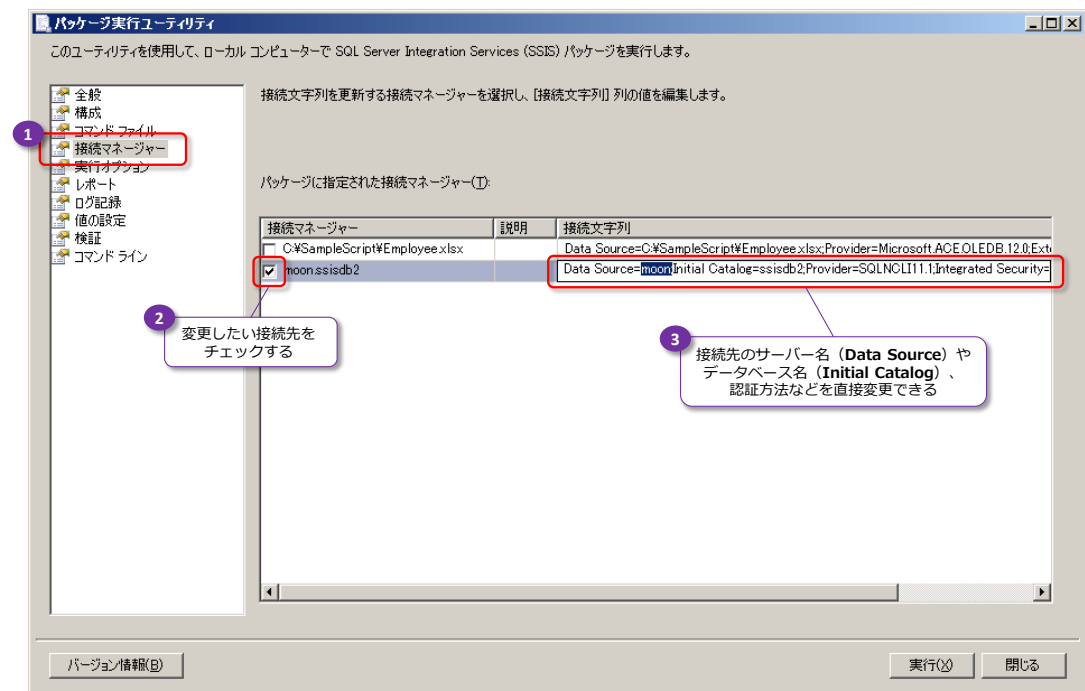 パッケージ実行ユーティリティ
このユーティリティを使用して、ローカル コンピューターで SQL Server Integration Services (SSIS) パッケージを実行します。
全般
構成
コマンド ファイル
1
接続マネージャー
実行オプション
レポート
ログ記録
値の設定
検証
コマンド ライン
接続文字列を更新する接続マネージャーを選択し、[接続文字列] 列の値を編集します。
パッケージに指定された接続マネージャー(T):
接続マネージャー 説明 接続文字列
C:¥SampleScript¥Employee.xlsx Data Source=C:¥SampleScript¥Employee.xlsx;Provider=Microsoft.ACE.OLEDB.12.0;Exte
moon.ssisdb2 Data Source=moon;Initial Catalog=ssisdb2;Provider=SQLNCLI11.1;Integrated Security=
2
変更したい接続先を
チェックする
3
接続先のサーバー名（Data Source）や
データベース名（Initial Catalog）、
認証方法などを直接変更できる
バージョン情報(B) 実行(X) 閉じる